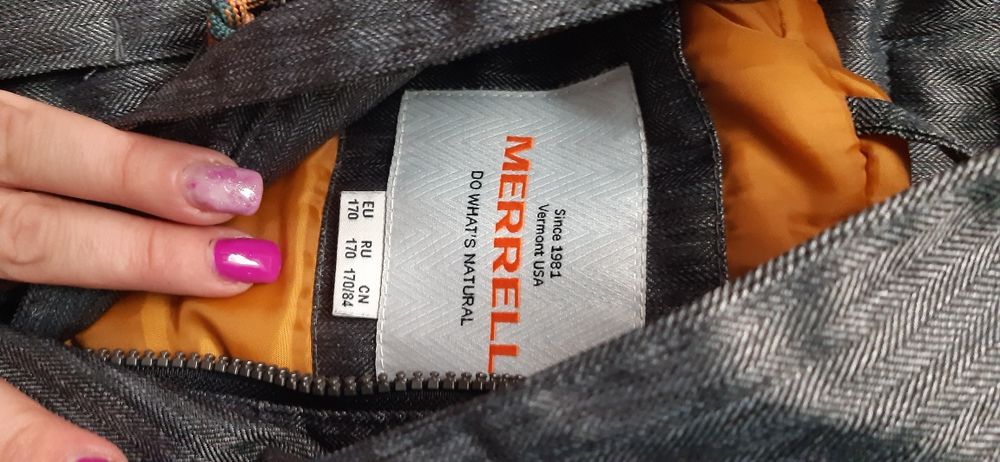 Since 1981
Vermont USA
MERRELL
DO WHAT'S NATURAL
EU RU CN
170 170 170/84